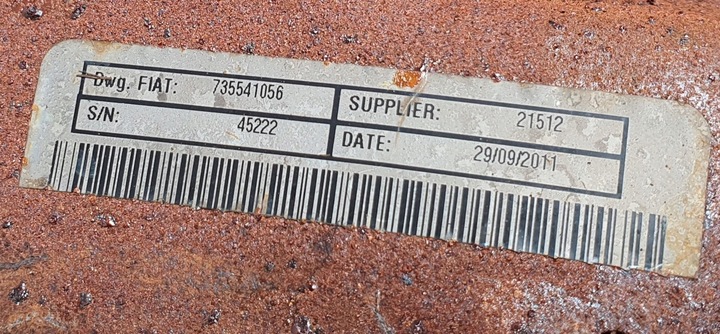 Dwg. FIAT: 735541056 SUPPLIER: 21512
S/N: 45222 DATE: 29/09/2011